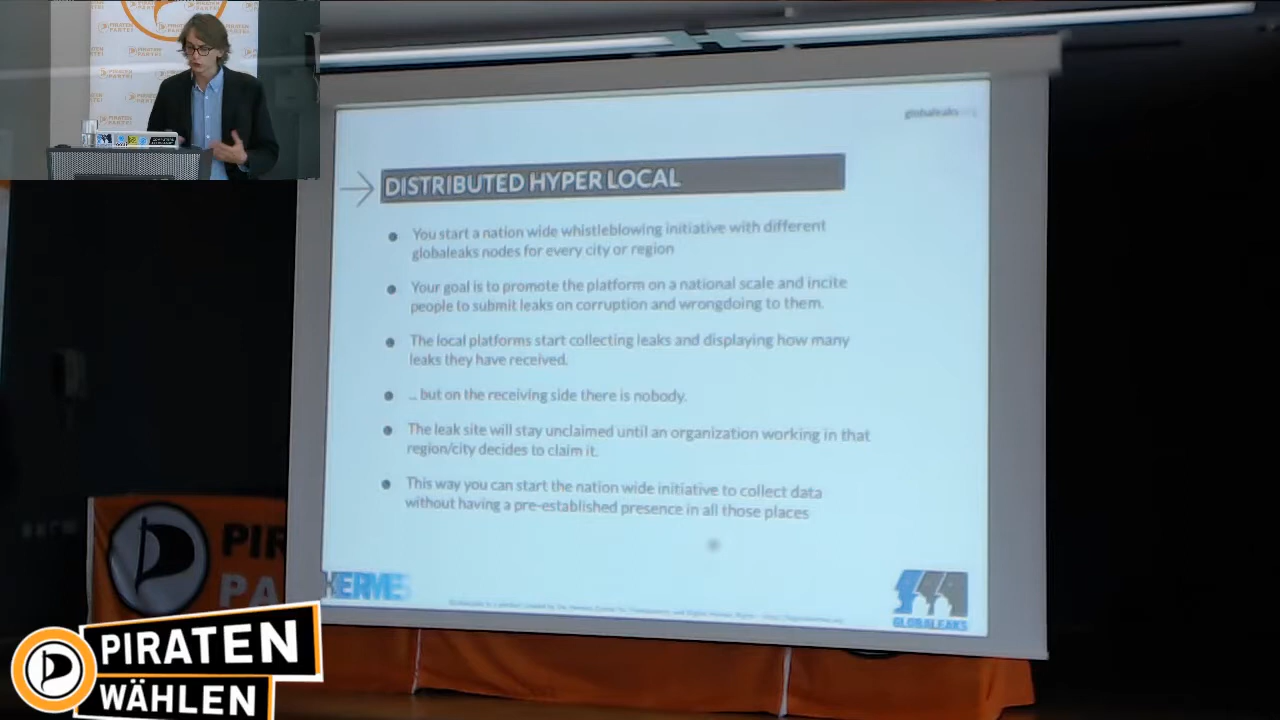 PIRATEN
PARTEI
globaleaks
DISTRIBUTED HYPER LOCAL
You start a nation wide whistleblowing initiative with different
globaleaks nodes for every city or region
Your goal is to promote the platform on a national scale and incite
people to submit leaks on corruption and wrongdoing to them.
The local platforms start collecting leaks and displaying how many
leaks they have received.
... but on the receiving side there is nobody.
The leak site will stay unclaimed until an organization working in that
region/city decides to claim it.
This way you can start the nation wide initiative to collect data
without having a pre-established presence in all those places
HERMES
GLOBALEAKS
PIR
PA
PIRATEN
WÄHLEN